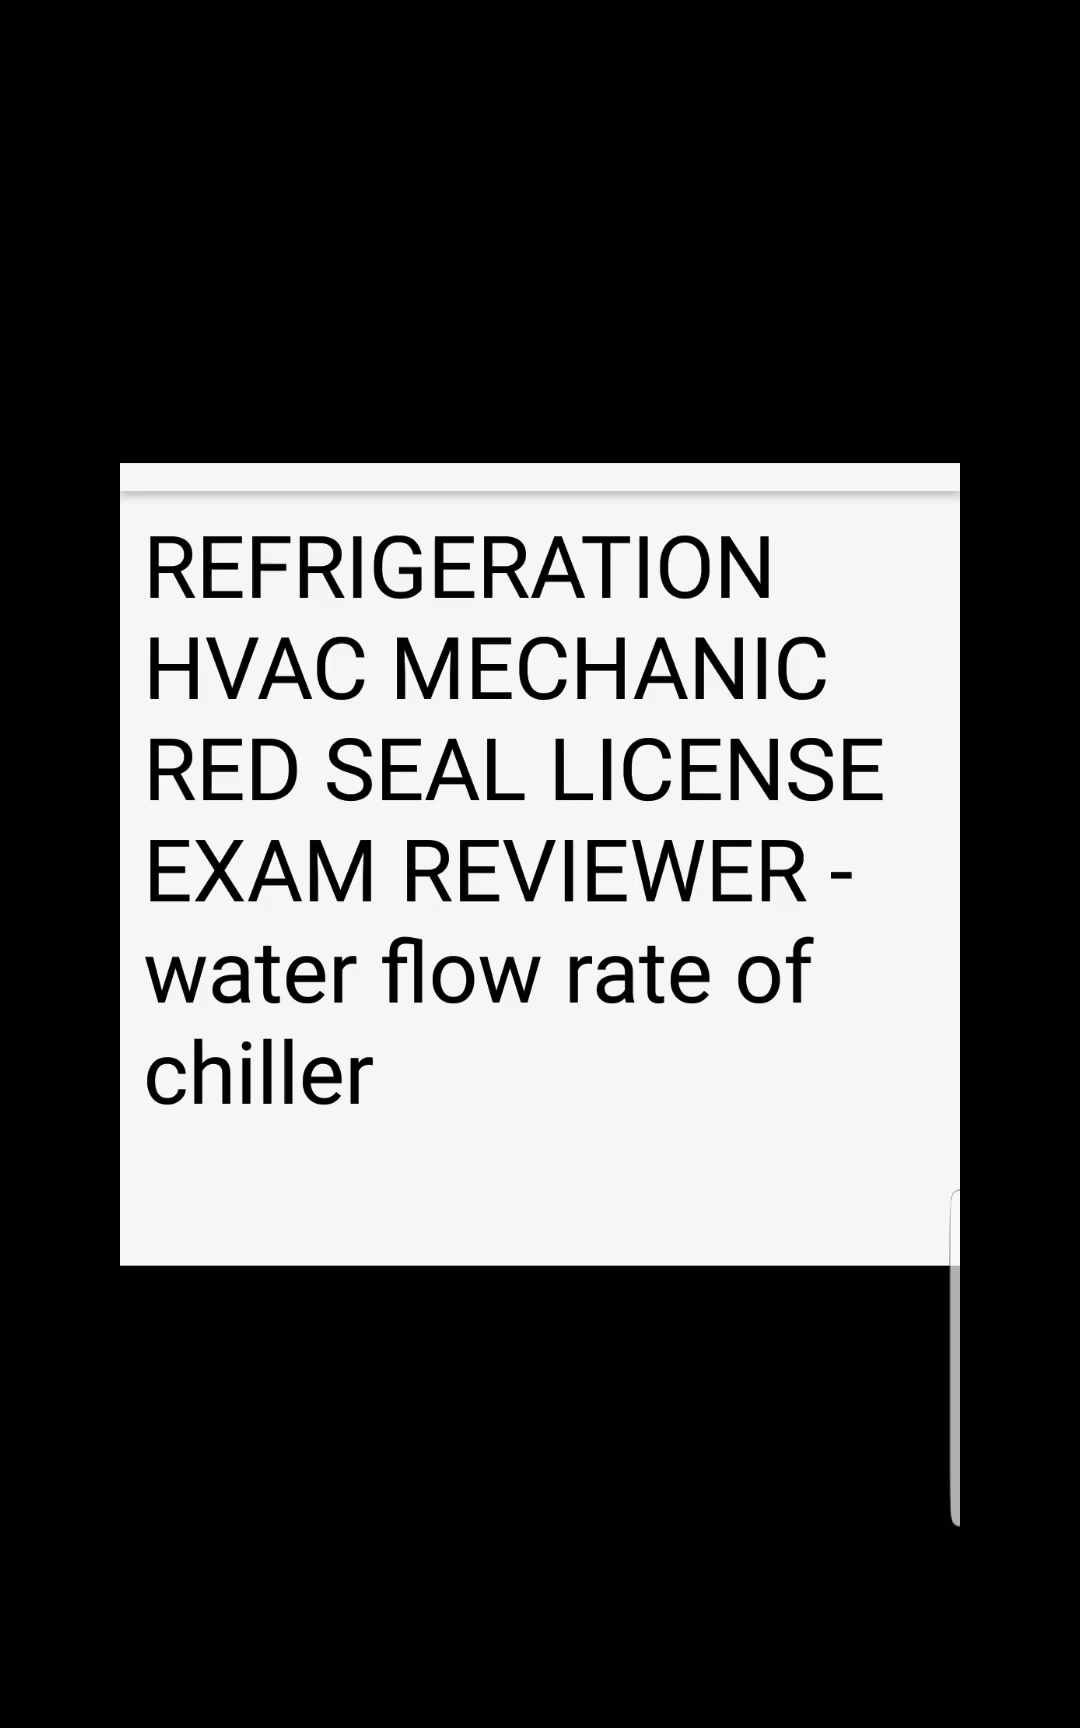 REFRIGERATION
HVAC MECHANIC
RED SEAL LICENSE
EXAM REVIEWER -
water flow rate of
chiller